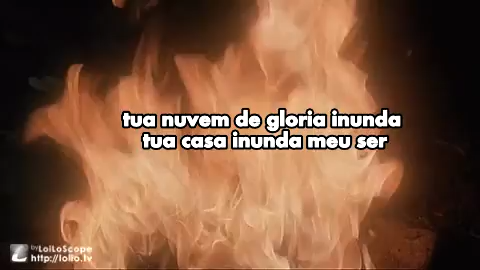 tua nuvem de gloria inunda
tua casa inunda meu ser
by LoiLoScope
http://loilo.tv